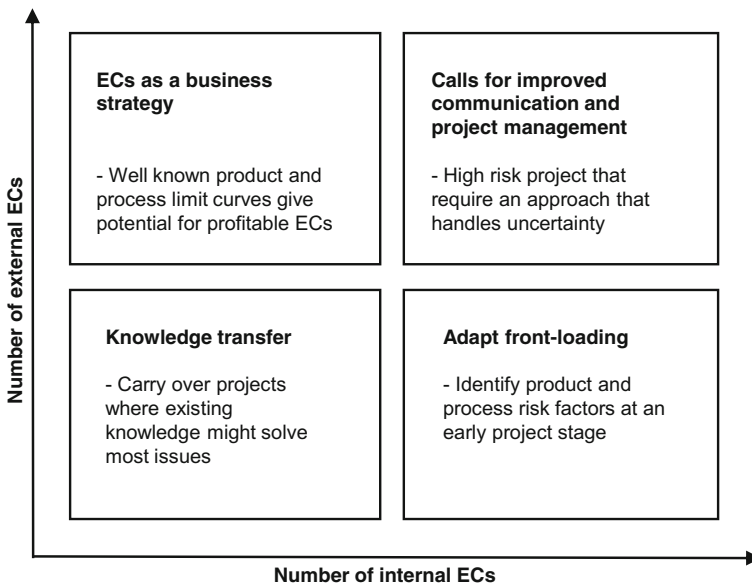 Number of external ECs
ECs as a business
strategy
- Well known product and
process limit curves give
potential for profitable ECs
Calls for improved
communication and
project management
- High risk project that
require an approach that
handles uncertainty
Knowledge transfer
- Carry over projects
where existing
knowledge might solve
most issues
Adapt front-loading
- Identify product and
process risk factors at an
early project stage
Number of internal ECs